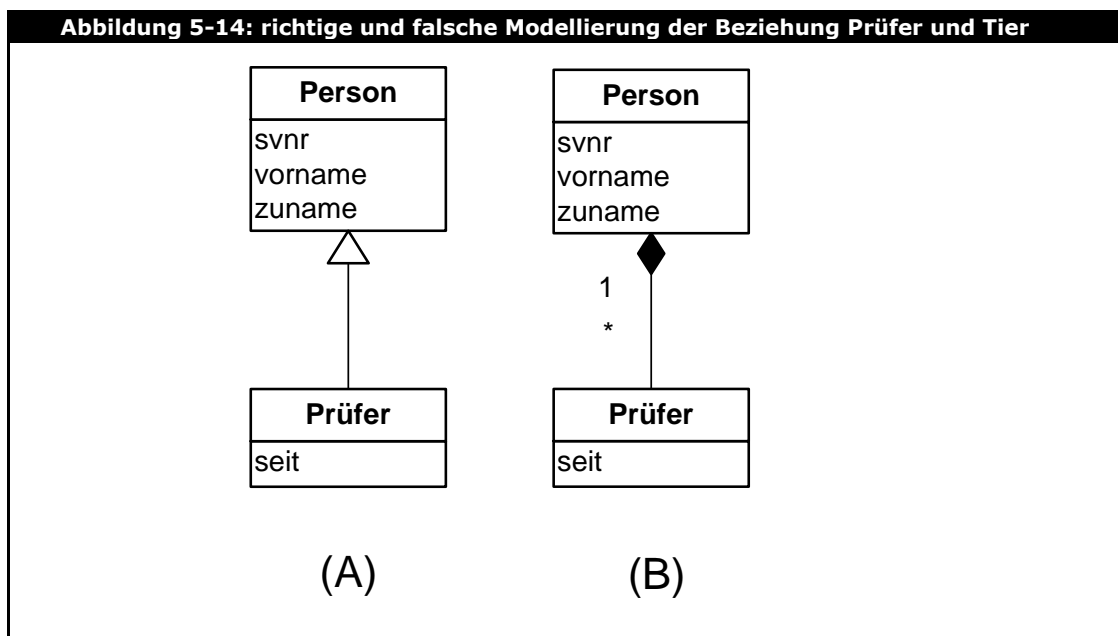 Abbildung 5-14: richtige und falsche Modellierung der Beziehung Prüfer und Tier
Person
svnr
vorname
zuname
Prüfer
seit
(A)
Person
svnr
vorname
zuname
1
*
Prüfer
seit
(B)